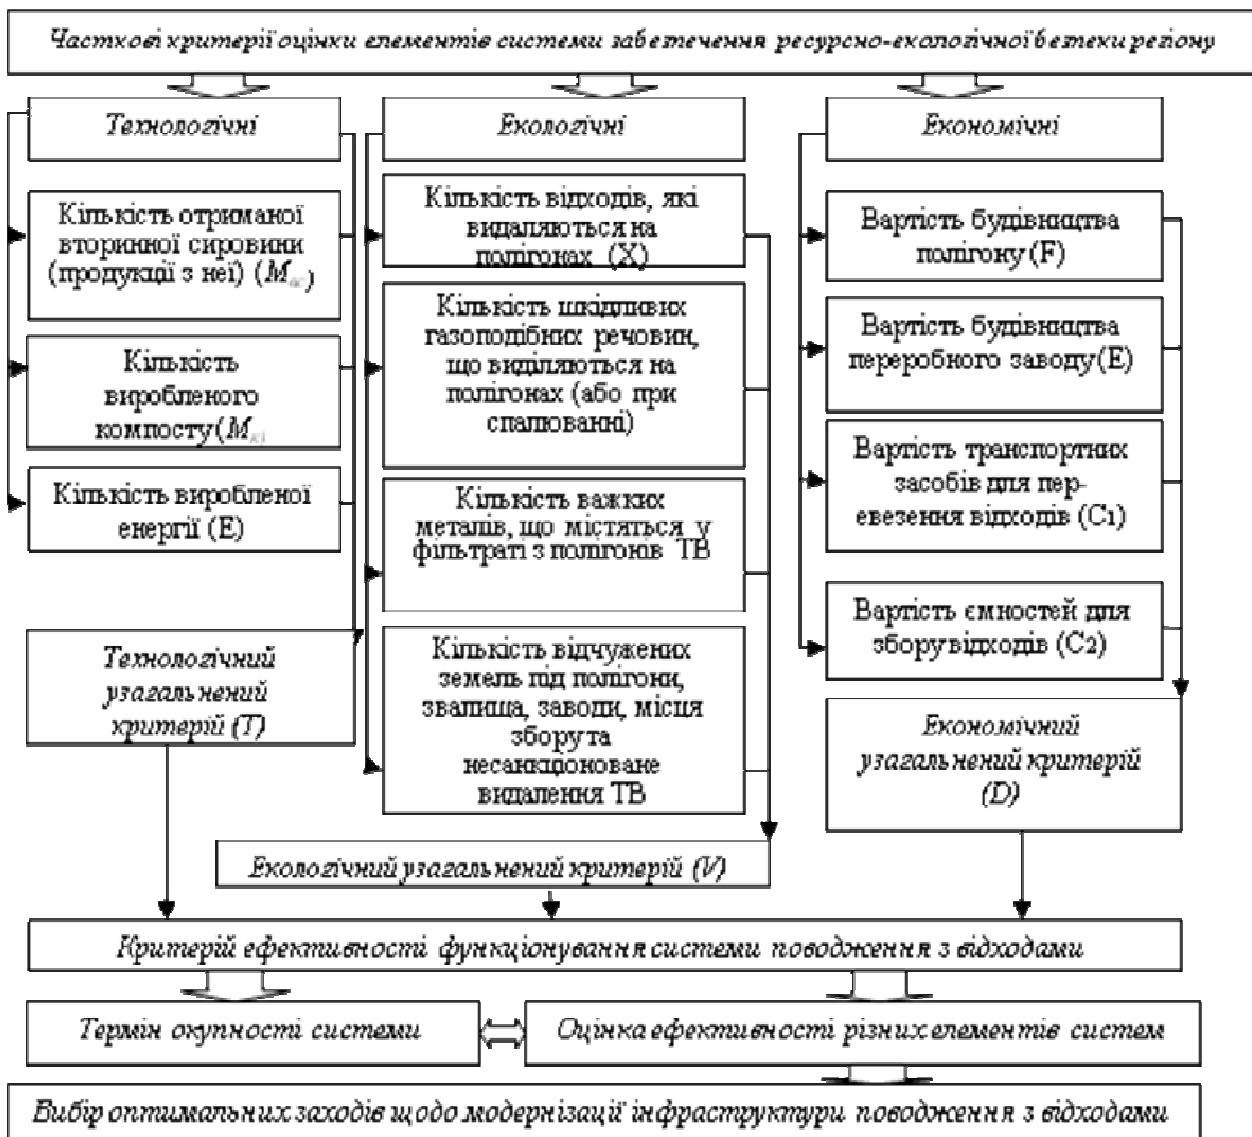 Часткові критерії оцінки елементів системи забезпечення ресурсно-екологічної безпеки регіону
Технологічні
Екологічні
Економічні
Кількість отриманої
вторинної сировини
(продукції з неї) (M
Кількість
виробленого
компосту (M
Кількість виробленої
енергії (E)
Технологічний
узагальнений
критерій (T)
Кількість відходів, які
видаляються на
полігонах (X)
Кількість шкідливих
газоподібних речовин,
що виділяються на
полігонах (або при
спалюванні)
Кількість важких
металів, що містяться у
фільтраті з полігонів ТВ
Кількість відчужених
земель під полігони,
звалища, заводи, місця
збору та
несанкціоноване
видалення ТВ
Вартість будівництва
полігону (F)
Вартість будівництва
переробного заводу (E)
Вартість транспортних
засобів для пер-
евезення відходів (C1)
Вартість ємностей для
збору відходів (C2)
Економічний
узагальнений критерій
(D)
Екологічний узагальнений критерій (V)
Критерій ефективності функціонування системи поводження з відходами
Термін окупності системи
Оцінка ефективності різних елементів систем
Вибір оптимальних заходів щодо модернізації інфраструктури поводження з відходами